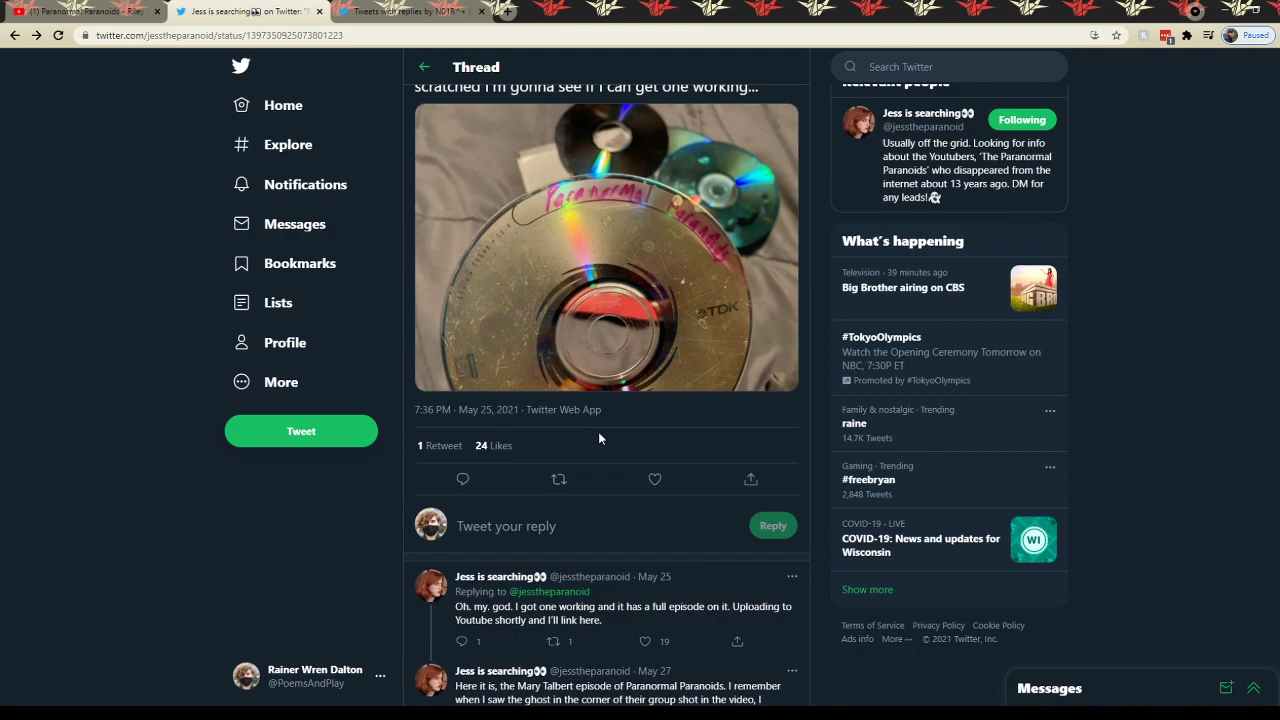 (1) Paranormal Paranoids - Riley
Jess is searching👀 on Twitter: "
Tweets with replies by N01R
twitter.com/jesstheparanoid/status/1397350925073801223
1
Paused
Home
Explore
Notifications
Messages
Bookmarks
Lists
Profile
More
Tweet
Rainer Wren Dalton
@PoemsAndPlay
Thread
scratched I'm gonna see if I can get one working...
Paranormal
Paranoids
TDK
7:36 PM · May 25, 2021 · Twitter Web App
1 Retweet 24 Likes
Tweet your reply
Reply
Jess is searching👀 @jesstheparanoid · May 25
Replying to @jesstheparanoid
Oh. my. god. I got one working and it has a full episode on it. Uploading to
Youtube shortly and I'll link here.
1 1 19
Jess is searching👀 @jesstheparanoid · May 27
Here it is, the Mary Talbert episode of Paranormal Paranoids. I remember
when I saw the ghost in the corner of their group shot in the video, I
Search Twitter
Relevant people
Jess is searching👀
@jesstheparanoid
Following
Usually off the grid. Looking for info
about the Youtubers, 'The Paranormal
Paranoids' who disappeared from the
internet about 13 years ago. DM for
any leads!👻
What's happening
Television · 39 minutes ago
Big Brother airing on CBS
#TokyoOlympics
Watch the Opening Ceremony Tomorrow on
NBC, 7:30P ET
Promoted by #TokyoOlympics
Family & nostalgic · Trending
raine
14.7K Tweets
Gaming · Trending
#freebryan
2,848 Tweets
COVID-19 · LIVE
COVID-19: News and updates for
Wisconsin
WI
Show more
Terms of Service Privacy Policy Cookie Policy
Ads info More ··· © 2021 Twitter, Inc.
Messages